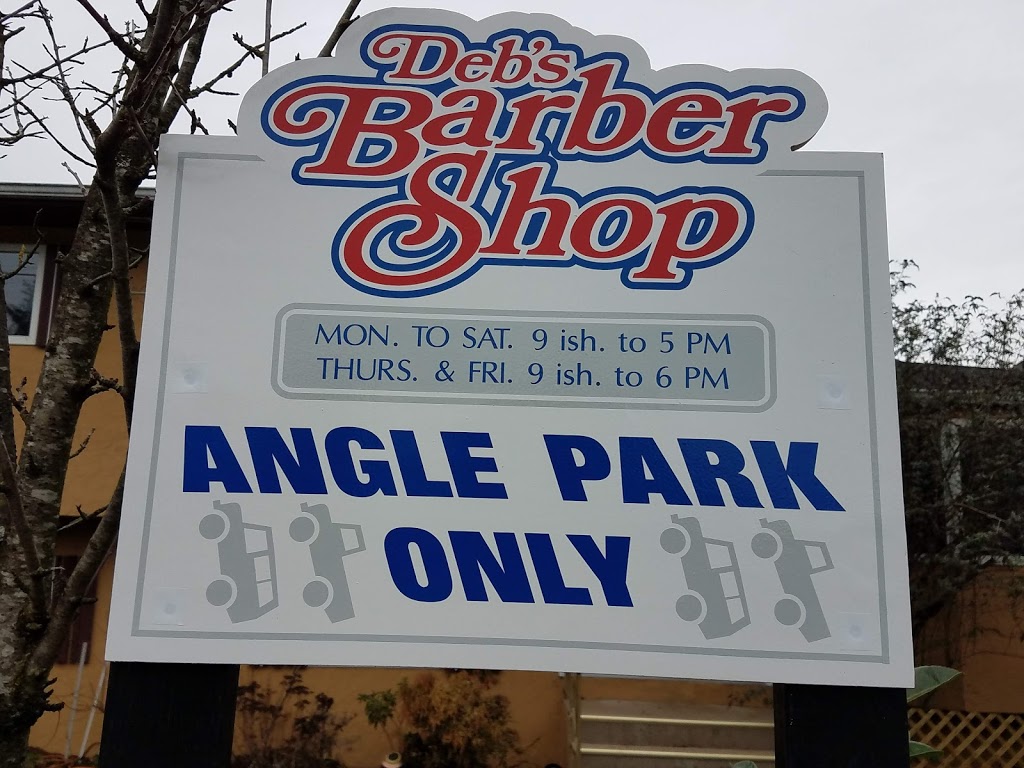 Deb's
Barber
Shop
MON. TO SAT. 9 ish. to 5 PM
THURS. & FRI. 9 ish. to 6 PM
ANGLE PARK
ONLY